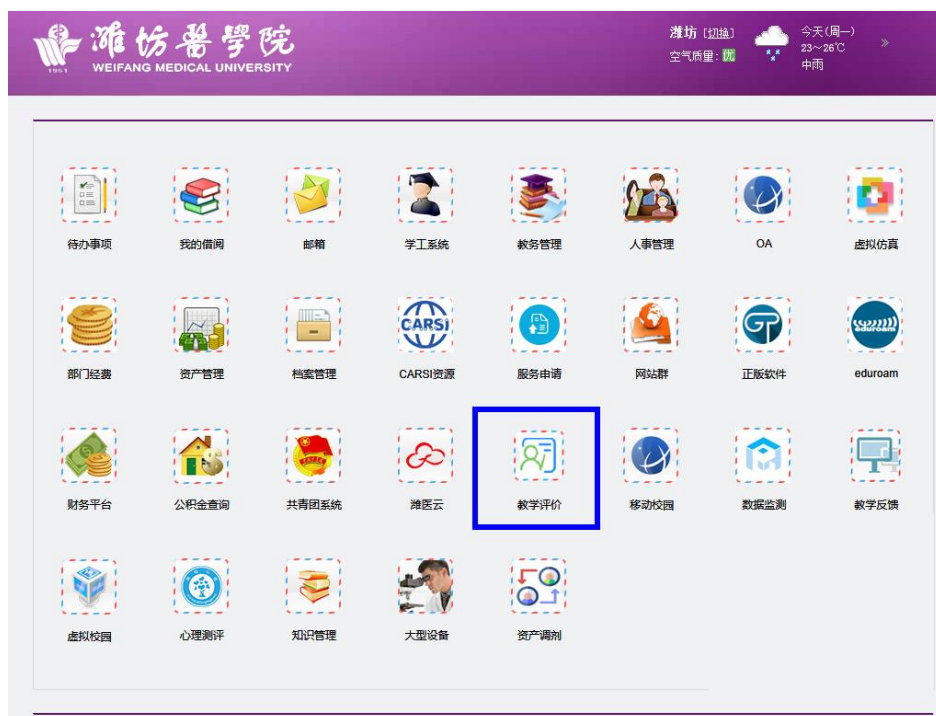 潍坊醫學院
WEIFANG MEDICAL UNIVERSITY
1951
潍坊 [切换]
空气质量: 优
今天(周一)
23~26℃
中雨
»
待办事项 我的借阅 邮箱 学工系统 教务管理 人事管理 OA 虚拟仿真
CARSI
eduroam
部门经费 资产管理 档案管理 CARSI资源 服务申请 网站群 正版软件 eduroam
财务平台 公积金查询 共青团系统 潍医云 教学评价 移动校园 数据监测 教学反馈
虚拟校园 心理测评 知识管理 大型设备 资产调剂